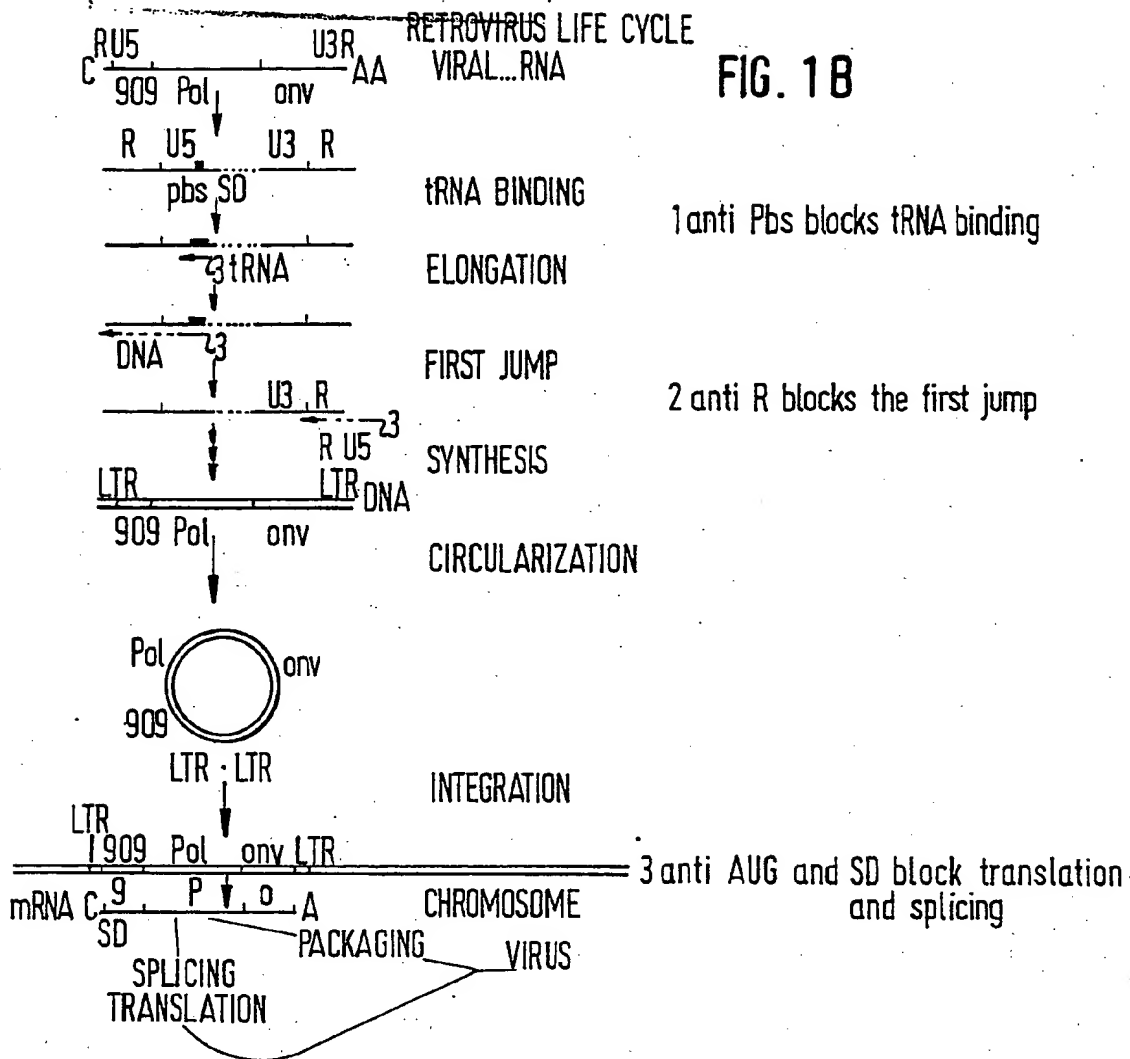 RETROVIRUS LIFE CYCLE
FIG. 1B
RU5 U3R
C AA VIRAL...RNA
909 Pol onv
R U5 U3 R
pbs SD tRNA BINDING
1 anti Pbs blocks tRNA binding
3 tRNA ELONGATION
DNA 3 FIRST JUMP
U3 R
2 anti R blocks the first jump
3
R U5 SYNTHESIS
LTR LTR DNA
909 Pol onv
CIRCULARIZATION
Pol onv
909
LTR · LTR
INTEGRATION
LTR
909 Pol onv LTR
3 anti AUG and SD block translation
and splicing
mRNA C 9 P o A CHROMOSOME
SD
PACKAGING VIRUS
SPLICING
TRANSLATION